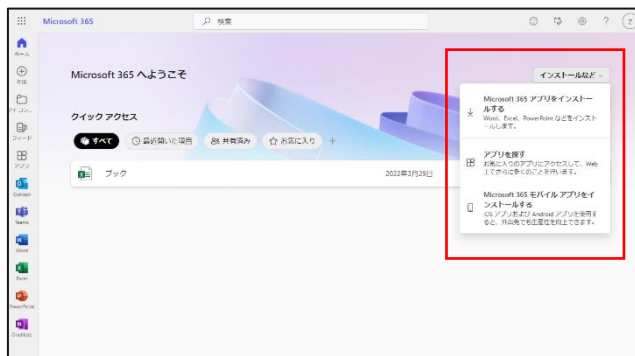 Microsoft 365
検索
?
ホーム
作成
Microsoft 365 へようこそ
インストールなど
Microsoft 365 アプリをインストー
ルする
Word、Excel、PowerPoint などをインスト
ールします。
アプリを探す
お気に入りのアプリにアクセスして、Web
上でさらに多くのことを行います。
Microsoft 365 モバイル アプリをイ
ンストールする
iOS アプリおよび Android アプリを使用す
ると、外出先でも生産性を向上できます。
クイック アクセス
すべて
最近開いた項目
共有済み
お気に入り
+
ブック
2022年3月29日
フィード
アプリ
Outlook
Teams
Word
Excel
PowerPoint
OneNote